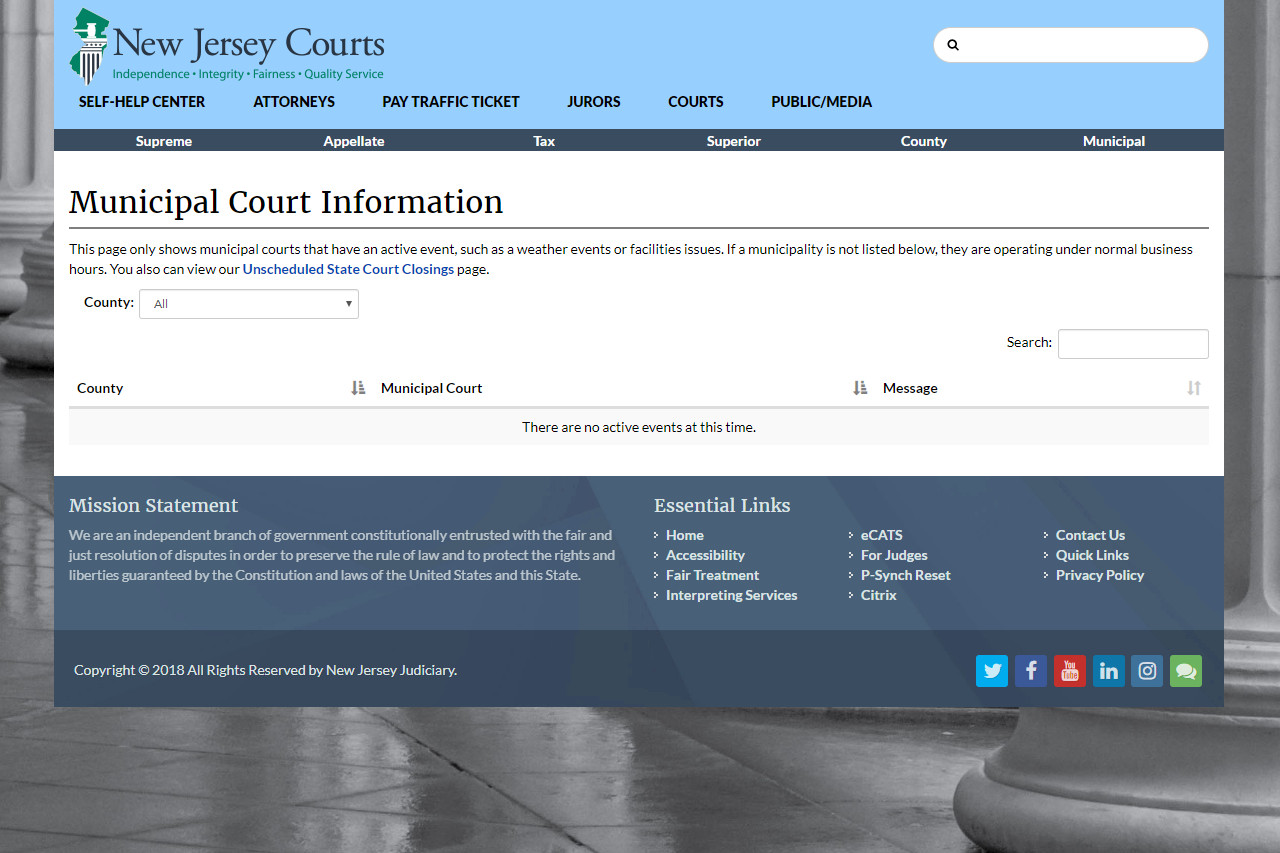 New Jersey Courts
Independence • Integrity • Fairness • Quality Service
SELF-HELP CENTER ATTORNEYS PAY TRAFFIC TICKET JURORS COURTS PUBLIC/MEDIA
Supreme Appellate Tax Superior County Municipal
Municipal Court Information
This page only shows municipal courts that have an active event, such as a weather events or facilities issues. If a municipality is not listed below, they are operating under normal business
hours. You also can view our Unscheduled State Court Closings page.
County: All
Search:
County Municipal Court Message
There are no active events at this time.
Mission Statement
We are an independent branch of government constitutionally entrusted with the fair and
just resolution of disputes in order to preserve the rule of law and to protect the rights and
liberties guaranteed by the Constitution and laws of the United States and this State.
Essential Links
Home eCATS Contact Us
Accessibility For Judges Quick Links
Fair Treatment P-Synch Reset Privacy Policy
Interpreting Services Citrix
Copyright © 2018 All Rights Reserved by New Jersey Judiciary.
You
Tube